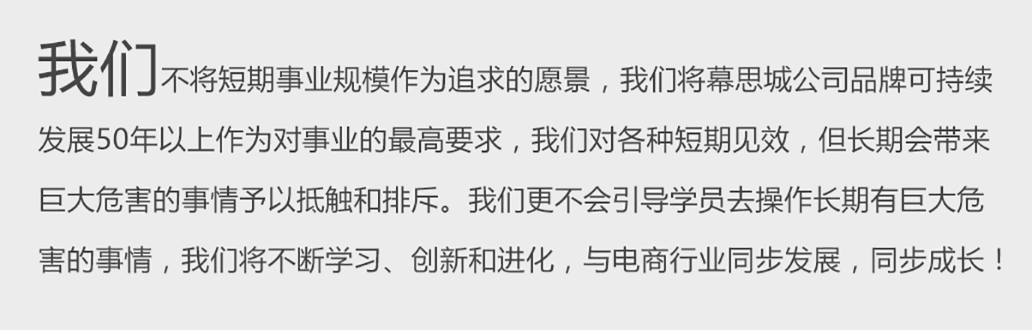 我们不将短期事业规模作为追求的愿景，我们将幕思城公司品牌可持续
发展50年以上作为对事业的最高要求，我们对各种短期见效，但长期会带来
巨大危害的事情予以抵触和排斥。我们更不会引导学员去操作长期有巨大危
害的事情，我们将不断学习、创新和进化，与电商行业同步发展，同步成长！